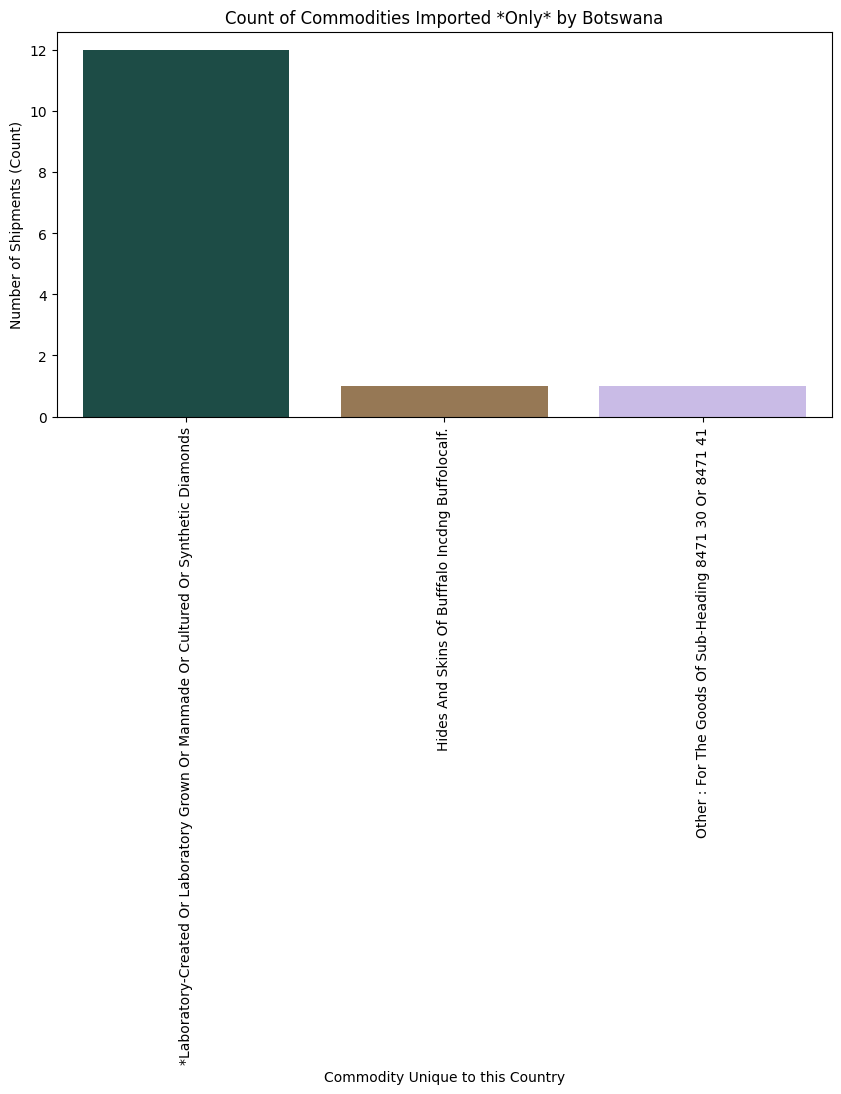 Count of Commodities Imported *Only* by Botswana
Number of Shipments (Count)
12
10
8
6
4
2
0
*Laboratory-Created Or Laboratory Grown Or Manmade Or Cultured Or Synthetic Diamonds
Hides And Skins Of Bufffalo Incdng Buffolocalf.
Other : For The Goods Of Sub-Heading 8471 30 Or 8471 41
Commodity Unique to this Country